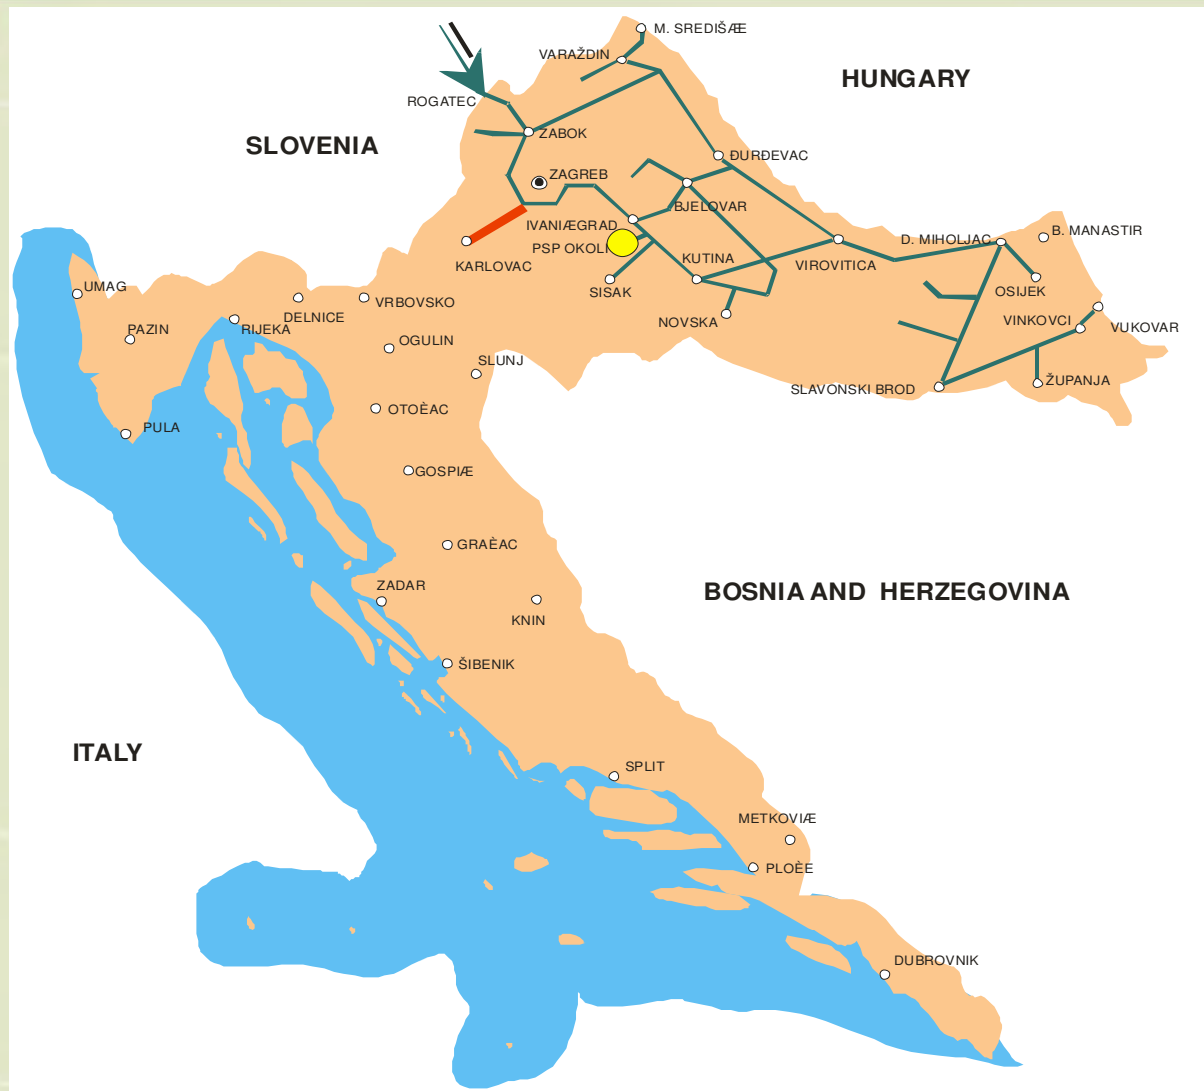 M. SREDIŠÆE
VARAŽDIN
HUNGARY
ROGATEC
ZABOK
SLOVENIA
ĐURĐEVAC
ZAGREB
BJELOVAR
IVANIÆGRAD
B. MANASTIR
D. MIHOLJAC
PSP OKOLI
KUTINA
VIROVITICA
KARLOVAC
UMAG
SISAK
OSIJEK
VRBOVSKO
DELNICE
NOVSKA
VINKOVCI
VUKOVAR
PAZIN
RIJEKA
OGULIN
SLUNJ
ŽUPANJA
SLAVONSKI BROD
OTOÈAC
PULA
GOSPIÆ
GRAÈAC
ZADAR
BOSNIA AND HERZEGOVINA
KNIN
ŠIBENIK
ITALY
SPLIT
METKOVIÆ
PLOÈE
DUBROVNIK